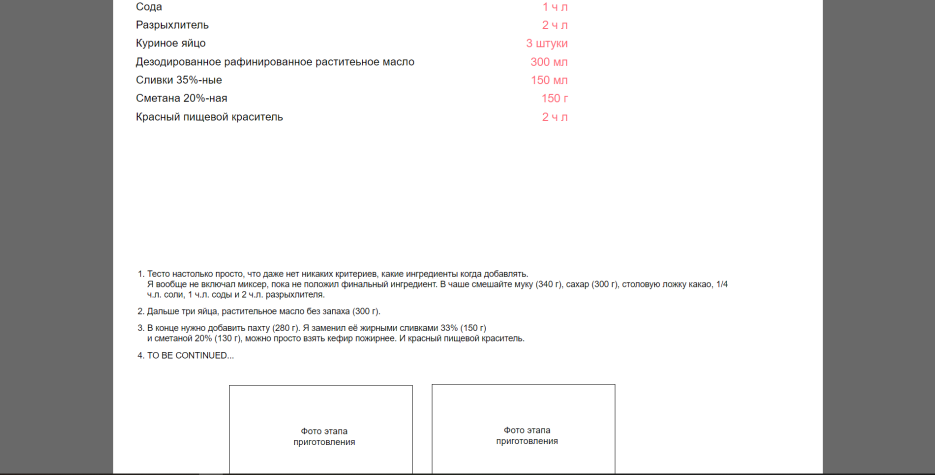 Сода 1 ч л
Разрыхлитель 2 ч л
Куриное яйцо 3 штуки
Дезодированное рафинированное раститеьное масло 300 мл
Сливки 35%-ные 150 мл
Сметана 20%-ная 150 г
Красный пищевой краситель 2 ч л
1. Тесто настолько просто, что даже нет никаких критериев, какие ингредиенты когда добавлять.
Я вообще не включал миксер, пока не положил финальный ингредиент. В чаше смешайте муку (340 г), сахар (300 г), столовую ложку какао, 1/4
ч.л. соли, 1 ч.л. соды и 2 ч.л. разрыхлителя.
2. Дальше три яйца, растительное масло без запаха (300 г).
3. В конце нужно добавить пахту (280 г). Я заменил её жирными сливками 33% (150 г)
и сметаной 20% (130 г), можно просто взять кефир пожирнее. И красный пищевой краситель.
4. TO BE CONTINUED...
Фото этапа
приготовления
Фото этапа
приготовления